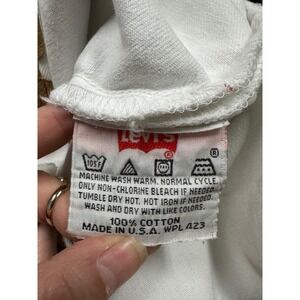 Levi's
®
105F
®
MACHINE WASH WARM. NORMAL CYCLE.
ONLY NON-CHLORINE BLEACH IF NEEDED.
TUMBLE DRY HOT. HOT IRON IF NEEDED.
WASH AND DRY WITH LIKE COLORS.
100% COTTON
MADE IN U.S.A. WPL 423